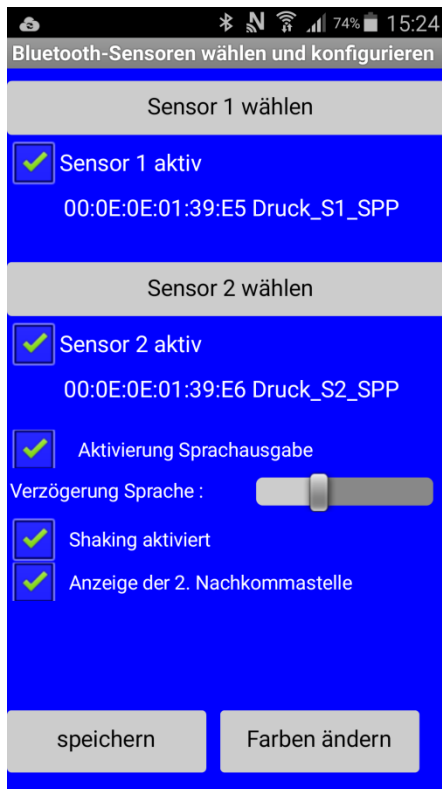 74% 15:24
Bluetooth-Sensoren wählen und konfigurieren
Sensor 1 wählen
Sensor 1 aktiv
00:0E:0E:01:39:E5 Druck_S1_SPP
Sensor 2 wählen
Sensor 2 aktiv
00:0E:0E:01:39:E6 Druck_S2_SPP
Aktivierung Sprachausgabe
Verzögerung Sprache :
Shaking aktiviert
Anzeige der 2. Nachkommastelle
speichern Farben ändern